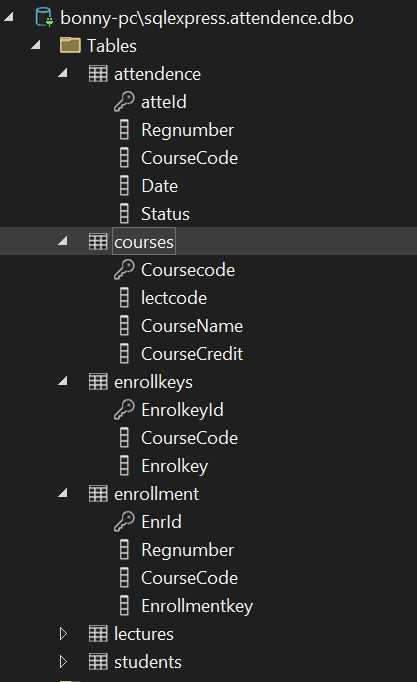 bonny-pc\sqlexpress.attendence.dbo
Tables
attendence
atteId
Regnumber
CourseCode
Date
Status
courses
Coursecode
lectcode
CourseName
CourseCredit
enrollkeys
EnrolkeyId
CourseCode
Enrolkey
enrollment
EnrId
Regnumber
CourseCode
Enrollmentkey
lectures
students